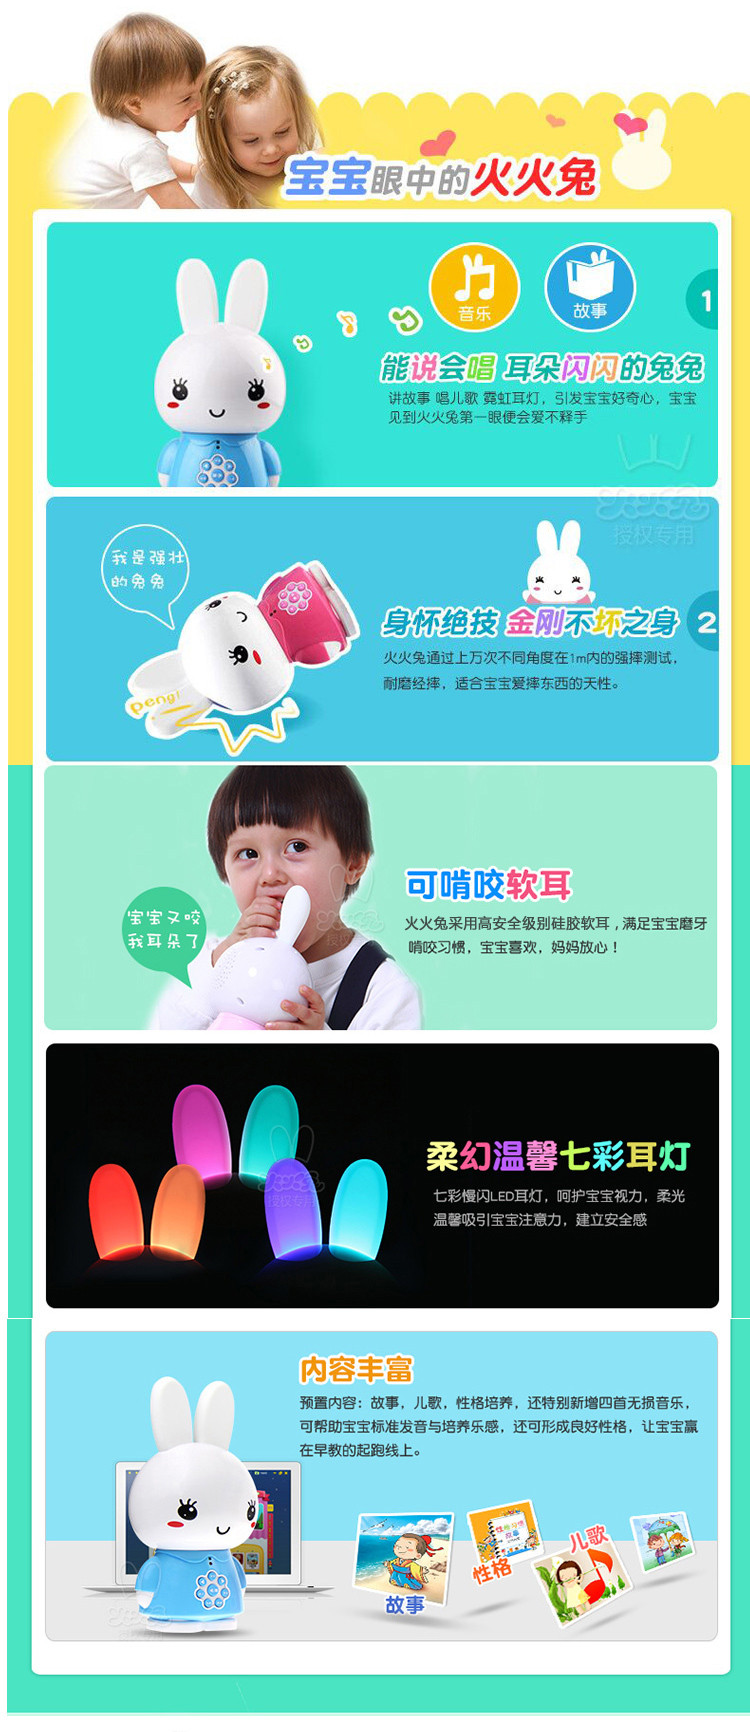 宝宝眼中的火火兔
音乐
故事
1
能说会唱 耳朵闪闪的兔兔
讲故事 唱儿歌 霓虹耳灯，引发宝宝好奇心，宝宝
见到火火兔第一眼便会爱不释手
火火兔
授权专用
我是强壮
的兔兔
peng!
身怀绝技 金刚不坏之身
2
火火兔通过上万次不同角度在1m内的强摔测试，
耐磨经摔，适合宝宝爱摔东西的天性。
宝宝又咬
我耳朵了
可啃咬软耳
火火兔采用高安全级别硅胶软耳，满足宝宝磨牙
啃咬习惯，宝宝喜欢，妈妈放心！
柔幻温馨七彩耳灯
七彩慢闪LED耳灯，呵护宝宝视力，柔光
温馨吸引宝宝注意力，建立安全感
授权专用
内容丰富
预置内容：故事，儿歌，性格培养，还特别新增四首无损音乐，
可帮助宝宝标准发音与培养乐感，还可形成良好性格，让宝宝赢
在早教的起跑线上。
故事
性格
儿歌